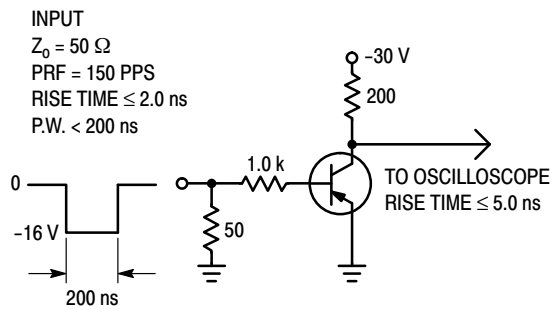 INPUT
Zo = 50 Ω
PRF = 150 PPS
RISE TIME ≤ 2.0 ns
P.W. < 200 ns
−30 V
200
1.0 k
TO OSCILLOSCOPE
RISE TIME ≤ 5.0 ns
0
−16 V
50
200 ns